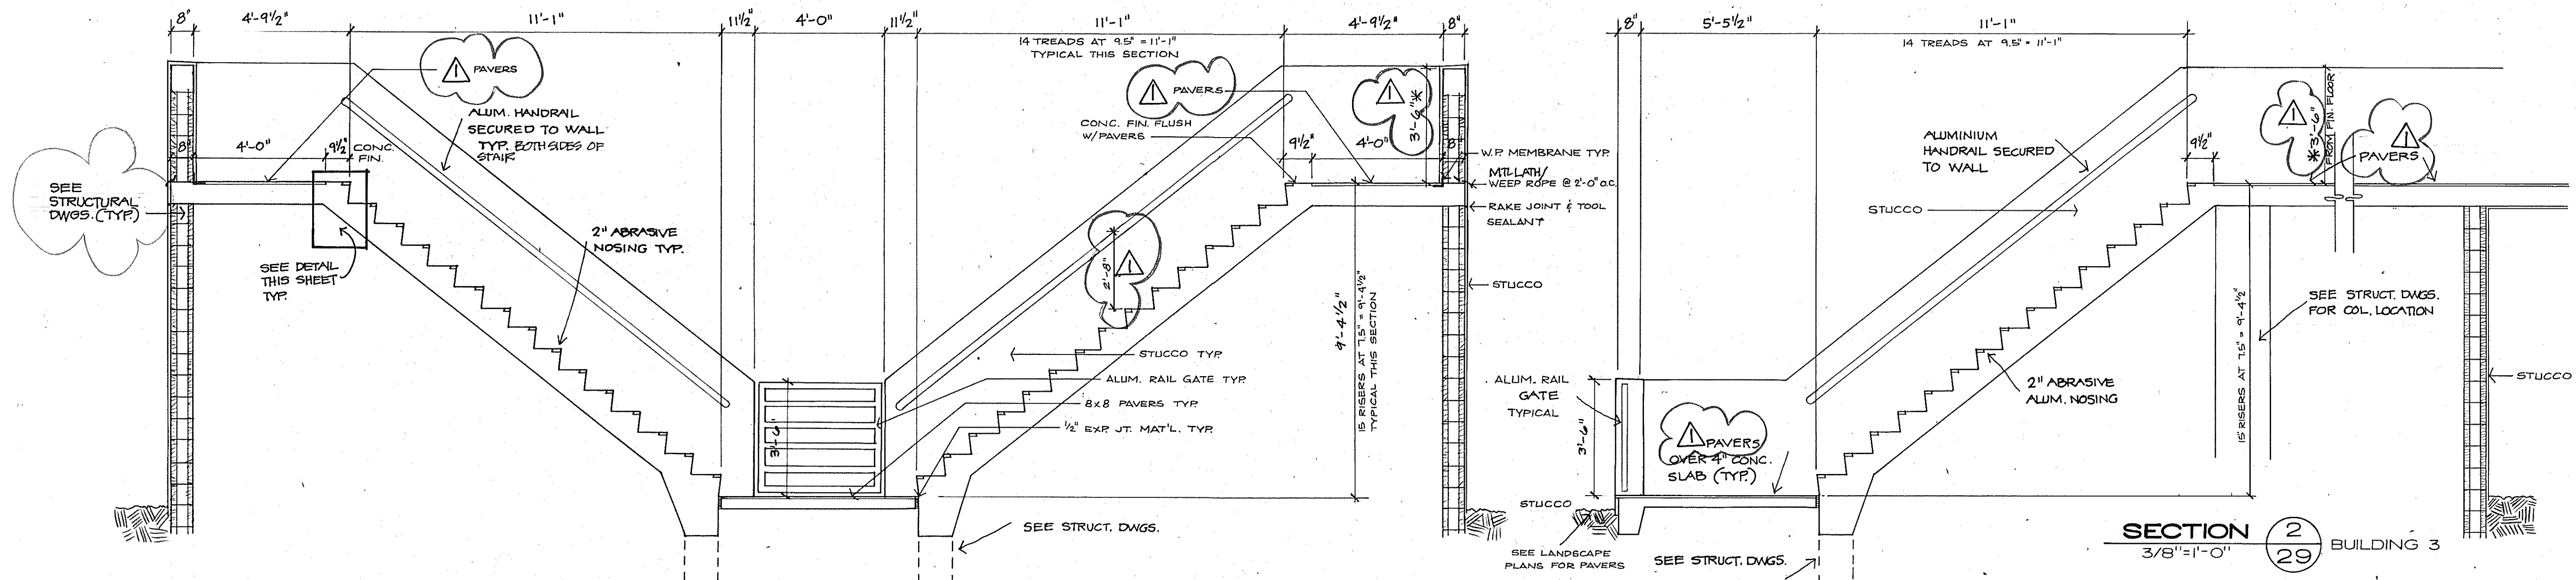 8" 4'-9½" 11'-1" 11½" 4'-0" 11½" 11'-1" 4'-9½" 8"
14 TREADS AT 9.5" = 11'-1"
TYPICAL THIS SECTION
1 PAVERS
ALUM. HANDRAIL
SECURED TO WALL
TYP. BOTH SIDES OF
STAIR
8" 4'-0" 9½" CONC.
FIN.
SEE
STRUCTURAL
DWGS. (TYP.)
SEE DETAIL
THIS SHEET
TYP.
2" ABRASIVE
NOSING TYP.
1 PAVERS
CONC. FIN. FLUSH
W/PAVERS
1
3'-6"*
9½" 4'-0" 8"
W.P. MEMBRANE TYP.
MTL LATH/
WEEP ROPE @ 2'-0" O.C.
RAKE JOINT & TOOL
SEALANT
*
2'-8"
1
STUCCO
9'-4½"
15 RISERS AT 7.5" = 9'-4½"
TYPICAL THIS SECTION
STUCCO TYP.
ALUM. RAIL GATE TYP.
8x8 PAVERS TYP.
½" EXP. JT. MAT'L. TYP.
3'-6"
SEE STRUCT. DWGS.
8" 5'-5½" 11'-1"
14 TREADS AT 9.5" = 11'-1"
ALUMINIUM
HANDRAIL SECURED
TO WALL
9½"
1
*3'-6"
FROM FIN. FLOOR
1
PAVERS
STUCCO
SEE STRUCT. DWGS.
FOR COL. LOCATION
15 RISERS AT 7.5" = 9'-4½"
2" ABRASIVE
ALUM. NOSING
STUCCO
ALUM. RAIL
GATE
TYPICAL
3'-6"
1 PAVERS
OVER 4" CONC.
SLAB (TYP.)
STUCCO
SEE LANDSCAPE
PLANS FOR PAVERS
SEE STRUCT. DWGS.
SECTION 2
3/8"=1'-0" 29 BUILDING 3